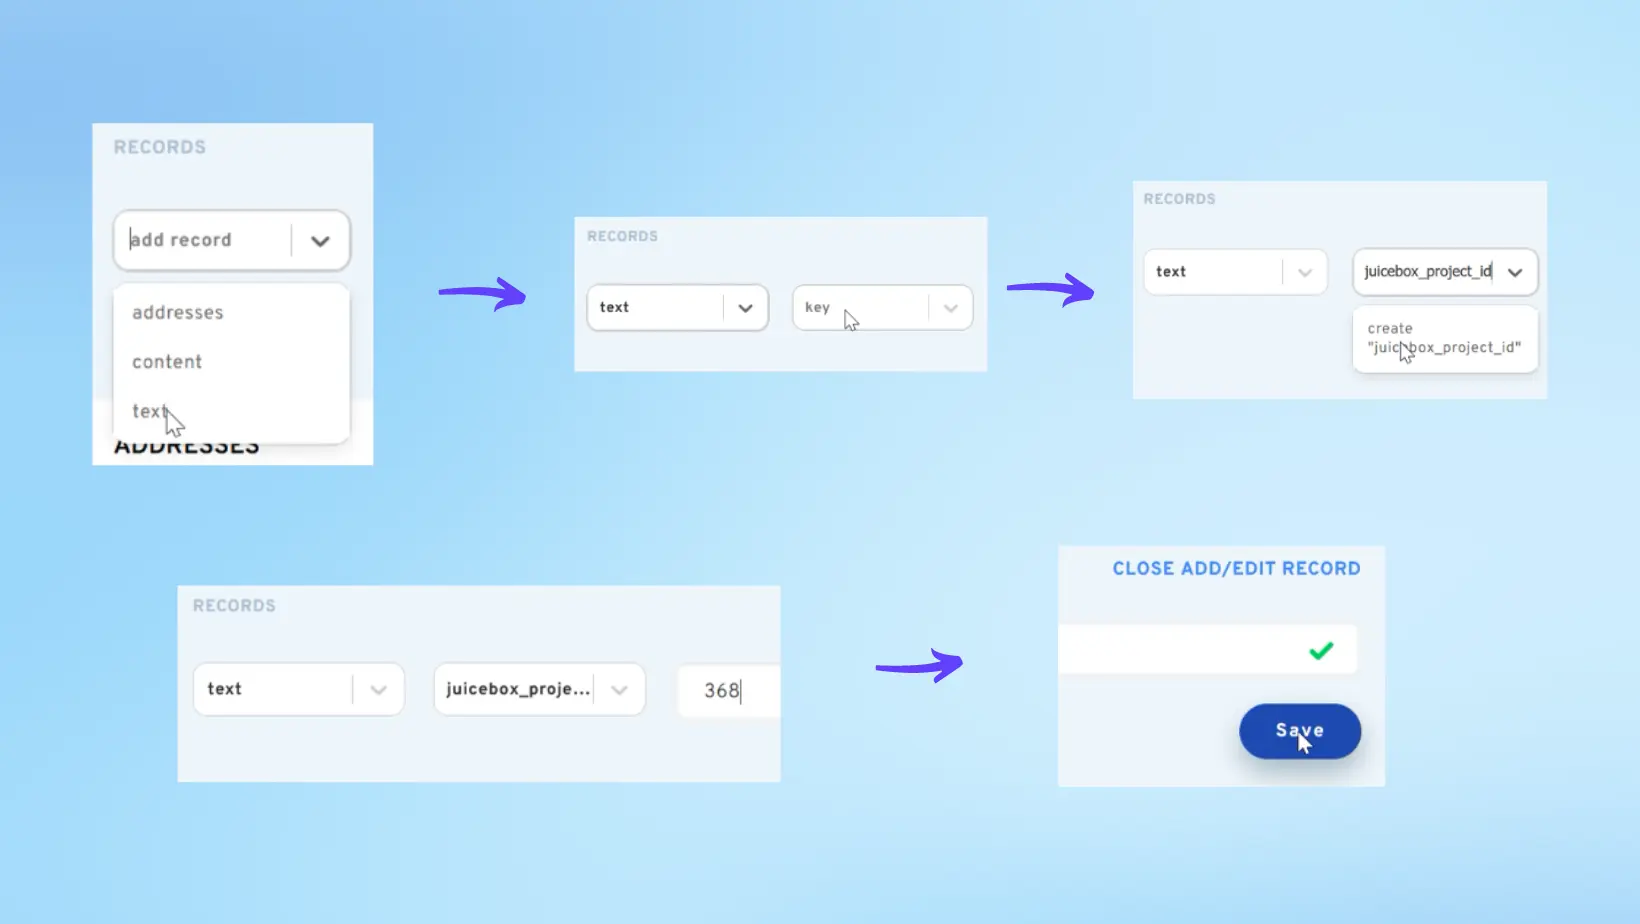 RECORDS
add record
addresses
content
text
ADDRESSES
RECORDS
text
key
RECORDS
text
juicebox_project_id
create
"juicebox_project_id"
RECORDS
text
juicebox_proje...
368
CLOSE ADD/EDIT RECORD
Save